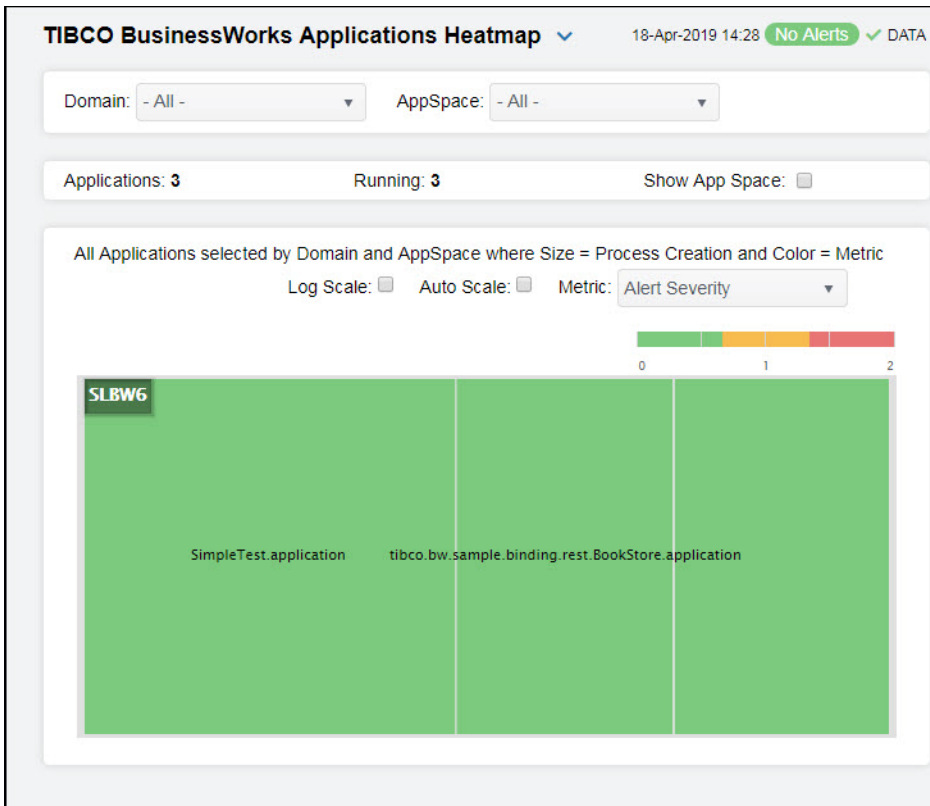 TIBCO BusinessWorks Applications Heatmap 18-Apr-2019 14:28 No Alerts DATA
Domain: - All - AppSpace: - All -
Applications: 3 Running: 3 Show App Space:
All Applications selected by Domain and AppSpace where Size = Process Creation and Color = Metric
Log Scale: Auto Scale: Metric: Alert Severity
0 1 2
SLBW6
SimpleTest.application tibco.bw.sample.binding.rest.BookStore.application